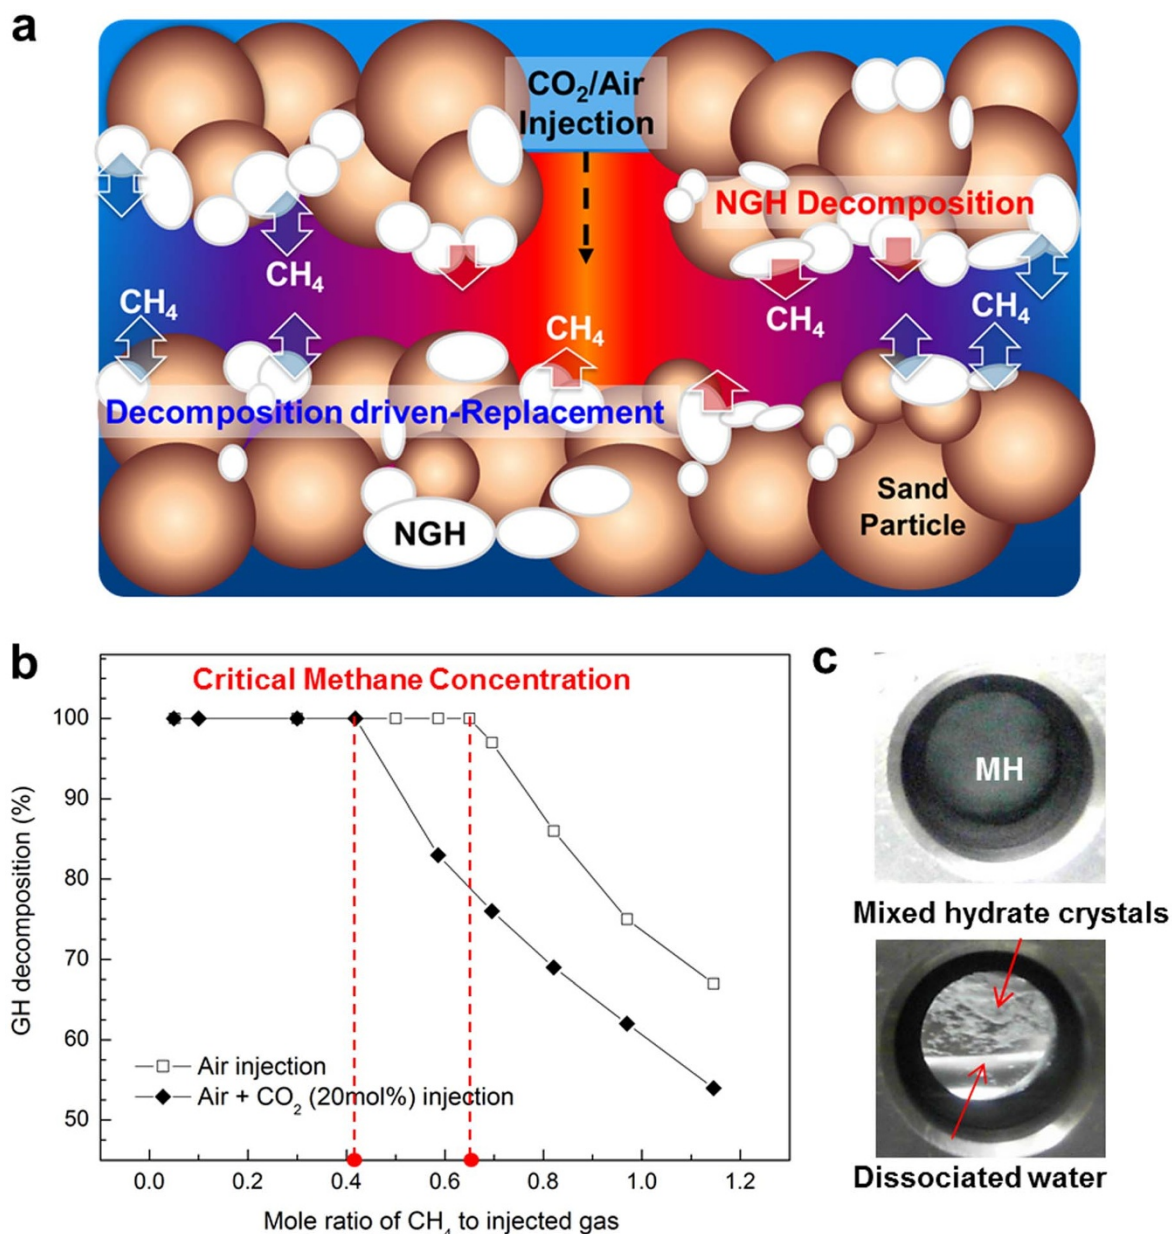 a
CO₂/Air
Injection
NGH Decomposition
CH₄
CH₄
CH₄
CH₄
CH₄
Decomposition driven-Replacement
NGH
Sand
Particle
b
Critical Methane Concentration
100
90
80
70
60
50
GH decomposition (%)
Air injection
Air + CO₂ (20mol%) injection
0.0 0.2 0.4 0.6 0.8 1.0 1.2
Mole ratio of CH₄ to injected gas
c
MH
Mixed hydrate crystals
Dissociated water